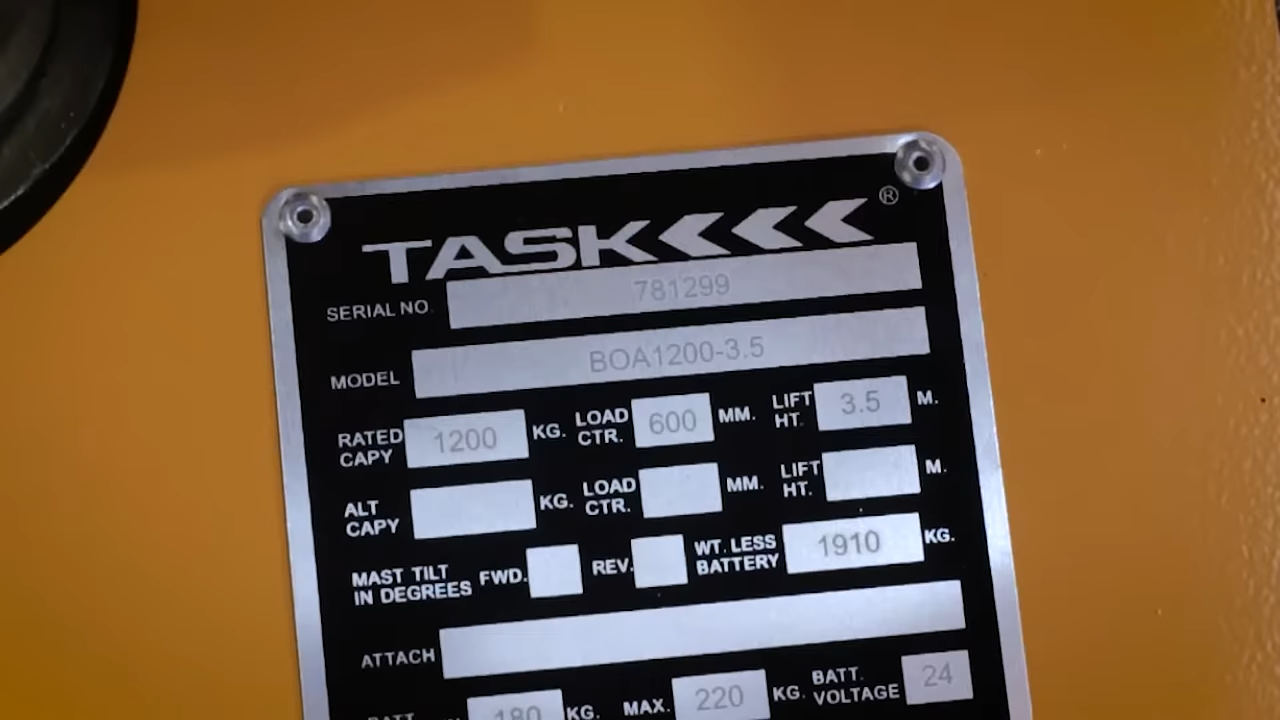 TASK ®
SERIAL NO. 781299
MODEL BOA1200-3.5
RATED CAPY 1200 KG. LOAD CTR. 600 MM. LIFT HT. 3.5 M.
ALT CAPY KG. LOAD CTR. MM. LIFT HT. M.
MAST TILT IN DEGREES FWD. REV. WT. LESS BATTERY 1910 KG.
ATTACH
BATT. 180 KG. MAX. 220 KG. BATT. VOLTAGE 24